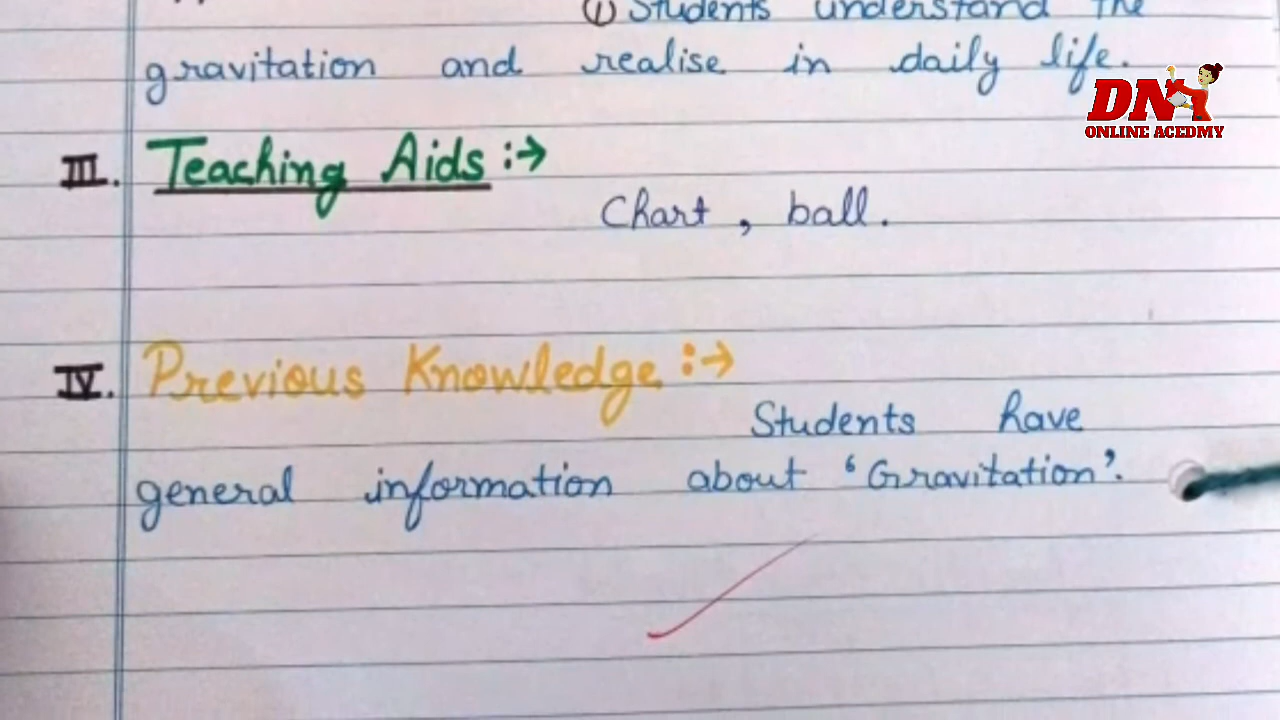 (i) Students understand the
gravitation and realise in daily life.
DN
ONLINE ACEDMY
III. Teaching Aids :→
Chart , ball.
IV. Previous Knowledge :→
Students have
general information about ‘Gravitation’.